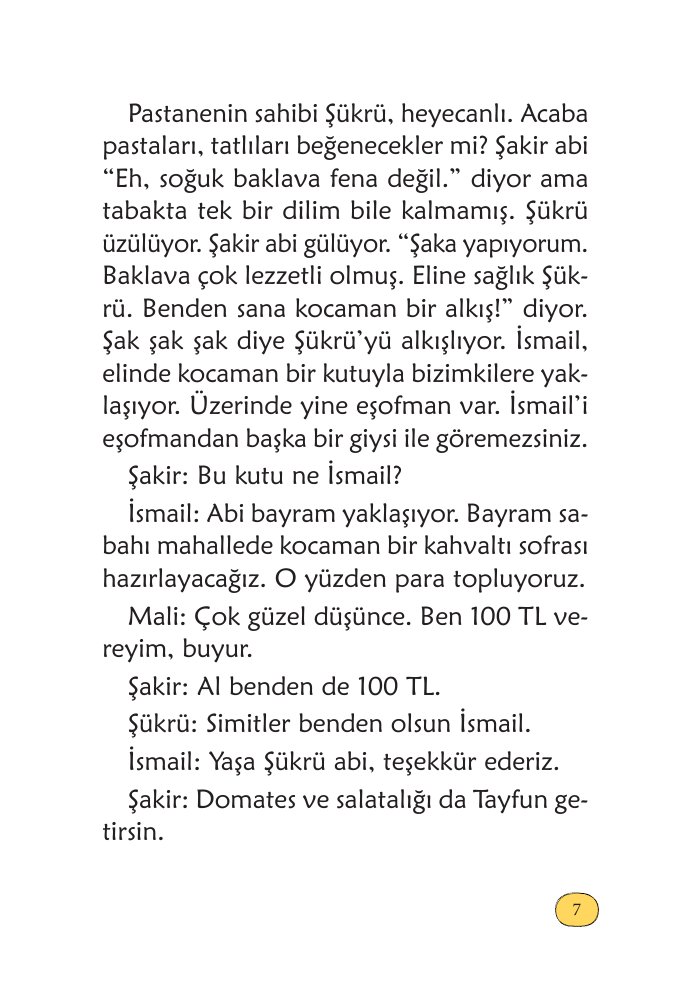 Pastanenin sahibi Şükrü, heyecanlı. Acaba
pastaları, tatlıları beğenecekler mi? Şakir abi
“Eh, soğuk baklava fena değil.” diyor ama
tabakta tek bir dilim bile kalmamış. Şükrü
üzülüyor. Şakir abi gülüyor. “Şaka yapıyorum.
Baklava çok lezzetli olmuş. Eline sağlık Şük-
rü. Benden sana kocaman bir alkış!” diyor.
Şak şak şak diye Şükrü’yü alkışlıyor. İsmail,
elinde kocaman bir kutuyla bizimkilere yak-
laşıyor. Üzerinde yine eşofman var. İsmail’i
eşofmandan başka bir giysi ile göremezsiniz.
Şakir: Bu kutu ne İsmail?
İsmail: Abi bayram yaklaşıyor. Bayram sa-
bahı mahallede kocaman bir kahvaltı sofrası
hazırlayacağız. O yüzden para topluyoruz.
Mali: Çok güzel düşünce. Ben 100 TL ve-
reyim, buyur.
Şakir: Al benden de 100 TL.
Şükrü: Simitler benden olsun İsmail.
İsmail: Yaşa Şükrü abi, teşekkür ederiz.
Şakir: Domates ve salatalığı da Tayfun ge-
tirsin.
7